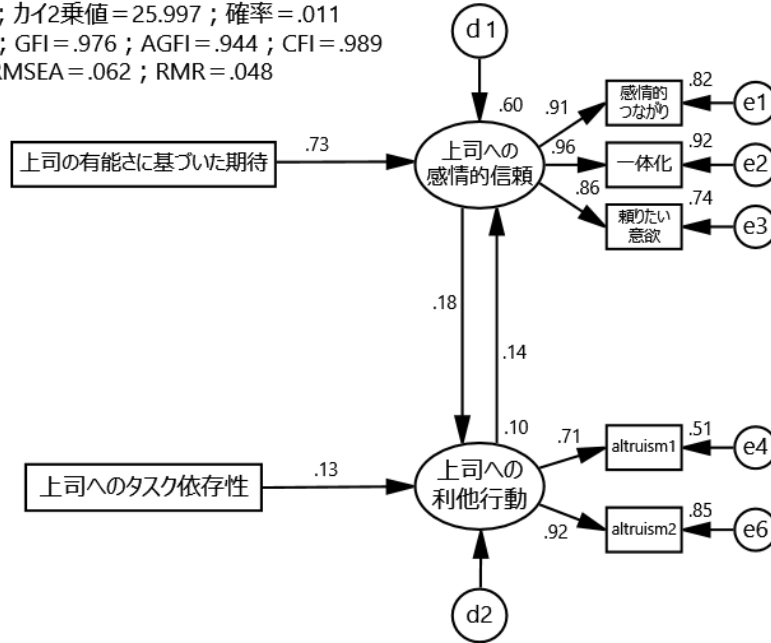 ; カイ2乗値=25.997 ; 確率=.011
; GFI=.976 ; AGFI=.944 ; CFI=.989
RMSEA=.062 ; RMR=.048
d1
.60
.91
感情的
つながり
.82
e1
上司の有能さに基づいた期待
.73
上司への
感情的信頼
.96
一体化
.92
e2
.86
頼りたい
意欲
.74
e3
.18
.14
.10
上司へのタスク依存性
.13
上司への
利他行動
.71
altruism1
.51
e4
.92
altruism2
.85
e6
d2